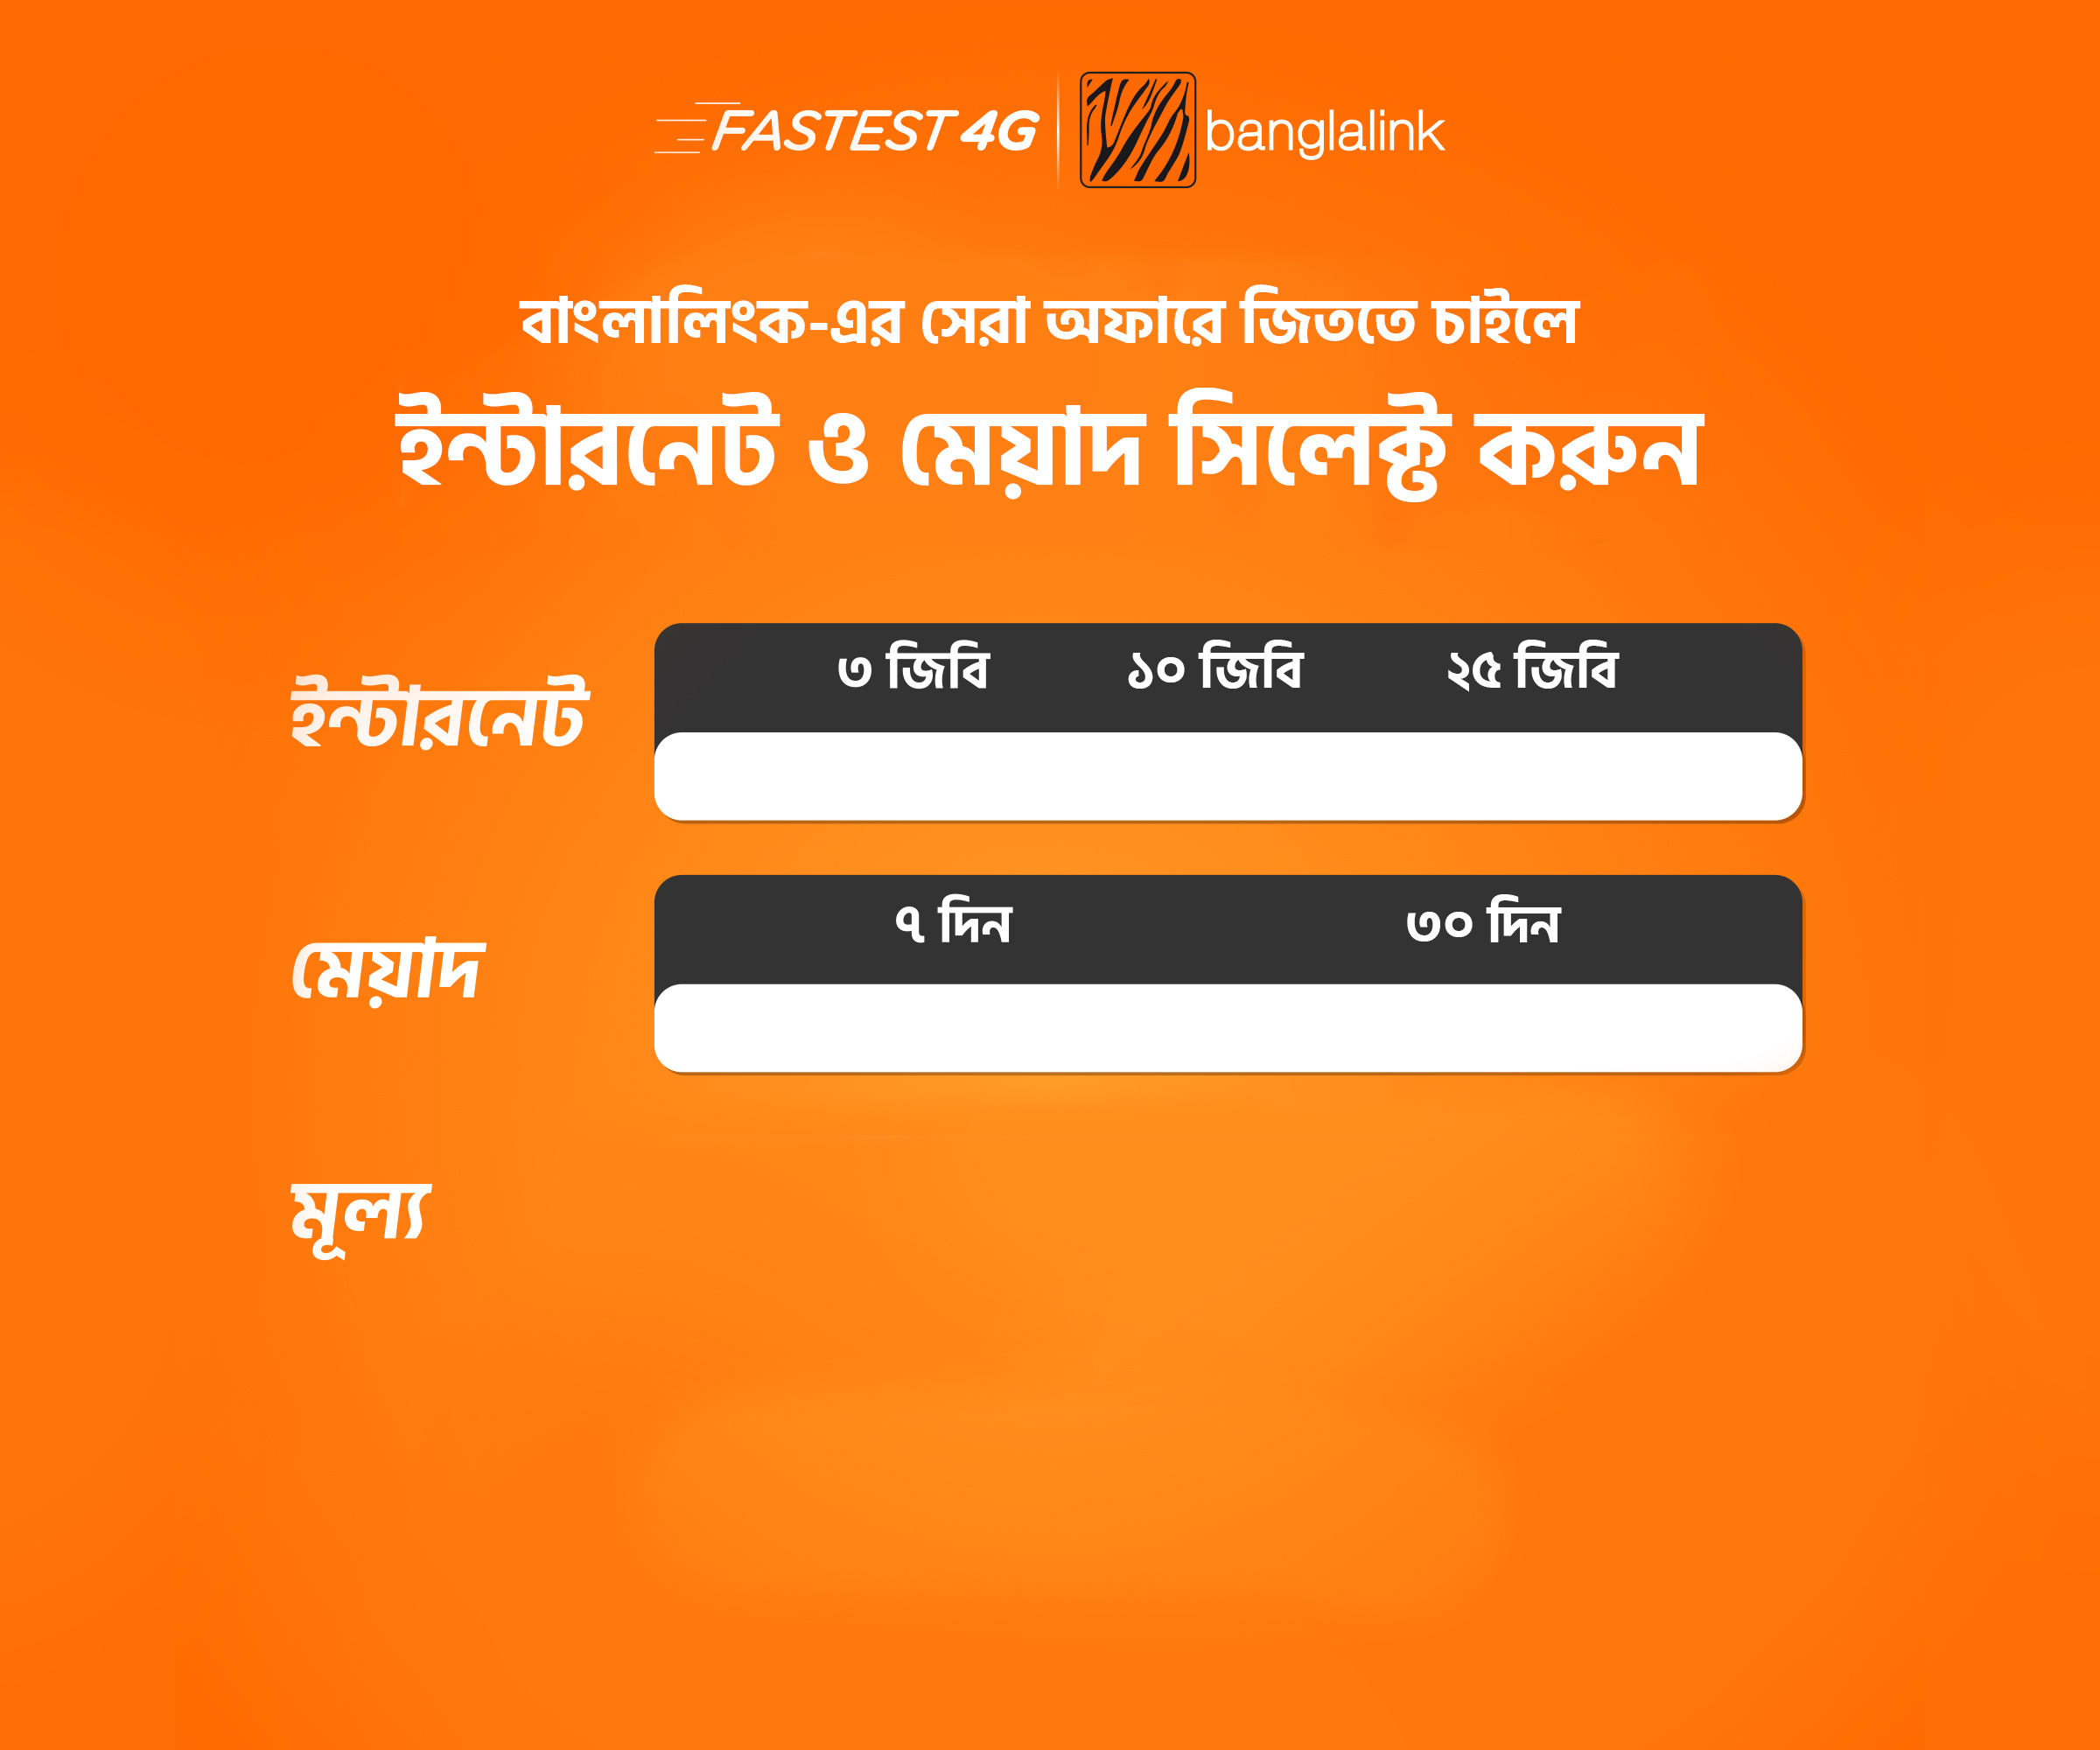 FASTEST 4G banglalink
বাংলালিংক-এর সেরা অফারে জিততে চাইলে
ইন্টারনেট ও মেয়াদ সিলেক্ট করুন
ইন্টারনেট
৩ জিবি ১০ জিবি ২৫ জিবি
মেয়াদ
৭ দিন ৩০ দিন
মূল্য